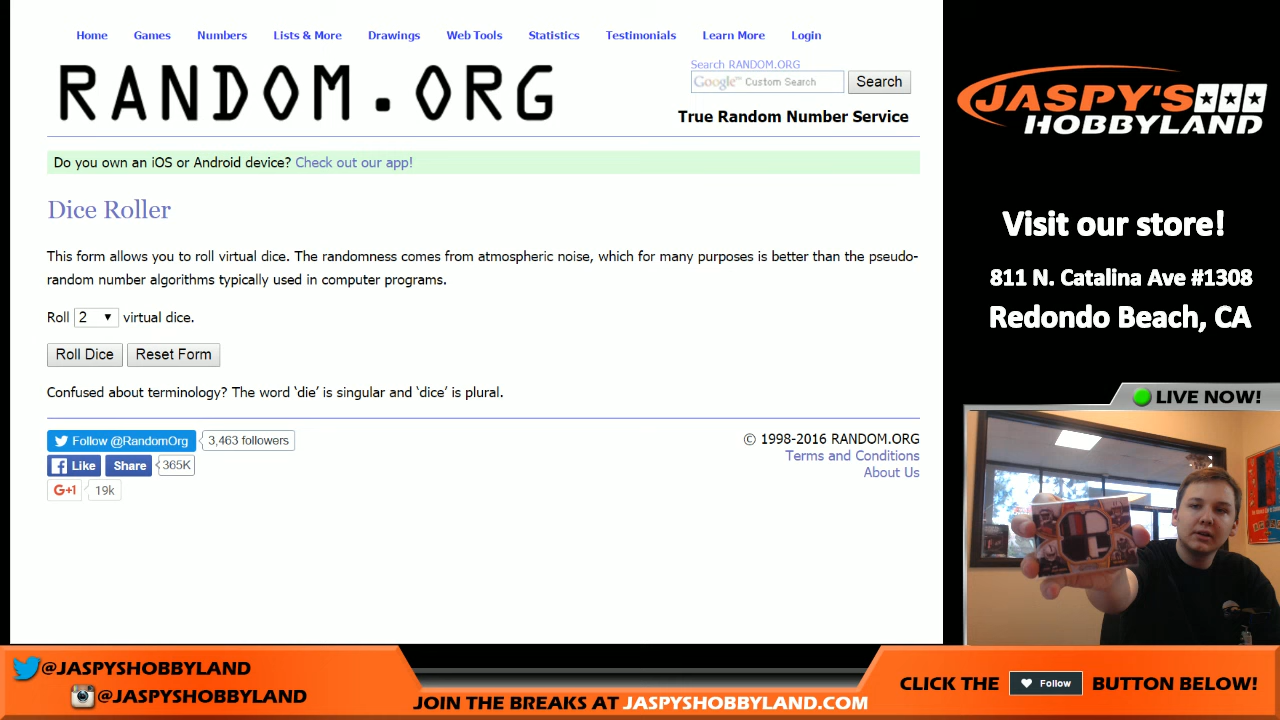 Home Games Numbers Lists & More Drawings Web Tools Statistics Testimonials Learn More Login
RANDOM.ORG
Search RANDOM.ORG
Google™ Custom Search Search
True Random Number Service
Do you own an iOS or Android device? Check out our app!
Dice Roller
This form allows you to roll virtual dice. The randomness comes from atmospheric noise, which for many purposes is better than the pseudo-
random number algorithms typically used in computer programs.
Roll 2 virtual dice.
Roll Dice Reset Form
Confused about terminology? The word ‘die’ is singular and ‘dice’ is plural.
Follow @RandomOrg 3,463 followers
Like Share 365K
G+1 19k
© 1998-2016 RANDOM.ORG
Terms and Conditions
About Us
JASPY'S
HOBBYLAND
Visit our store!
811 N. Catalina Ave #1308
Redondo Beach, CA
LIVE NOW!
@JASPYSHOBBYLAND
@JASPYSHOBBYLAND
JOIN THE BREAKS AT JASPYSHOBBYLAND.COM
CLICK THE Follow BUTTON BELOW!